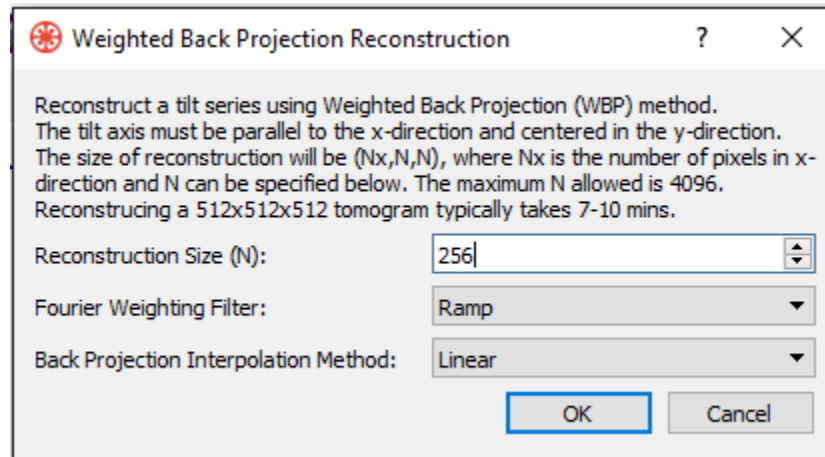 Weighted Back Projection Reconstruction ?
Reconstruct a tilt series using Weighted Back Projection (WBP) method.
The tilt axis must be parallel to the x-direction and centered in the y-direction.
The size of reconstruction will be (Nx,N,N), where Nx is the number of pixels in x-
direction and N can be specified below. The maximum N allowed is 4096.
Reconstrucing a 512x512x512 tomogram typically takes 7-10 mins.
Reconstruction Size (N): 256
Fourier Weighting Filter: Ramp
Back Projection Interpolation Method: Linear
OK Cancel